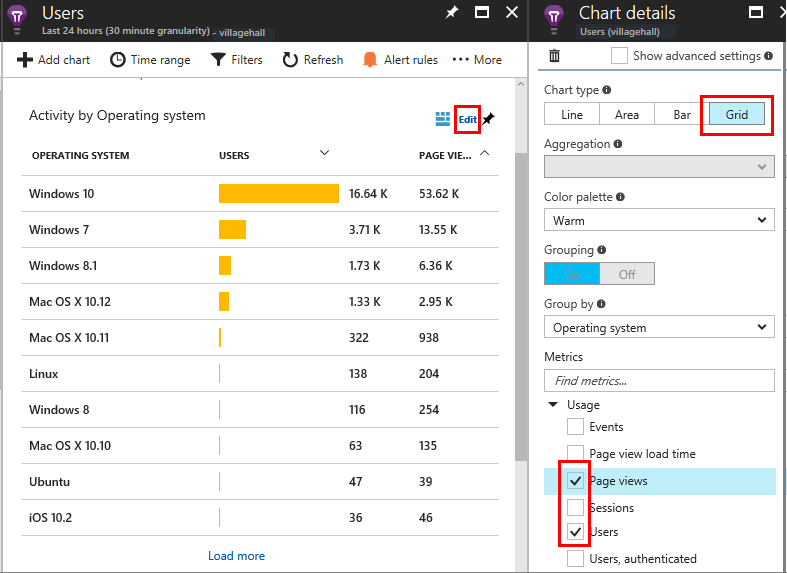 Users
Last 24 hours (30 minute granularity) - villagehall
Add chart Time range Filters Refresh Alert rules ••• More
Activity by Operating system
Edit
OPERATING SYSTEM USERS PAGE VIE...
Windows 10 16.64 K 53.62 K
Windows 7 3.71 K 13.55 K
Windows 8.1 1.73 K 6.36 K
Mac OS X 10.12 1.33 K 2.95 K
Mac OS X 10.11 322 938
Linux 138 204
Windows 8 116 254
Mac OS X 10.10 63 135
Ubuntu 47 39
iOS 10.2 36 46
Load more
Chart details
Users (villagehall)
Show advanced settings
Chart type
Line Area Bar Grid
Aggregation
Color palette
Warm
Grouping
On Off
Group by
Operating system
Metrics
Find metrics...
Usage
Events
Page view load time
Page views
Sessions
Users
Users, authenticated